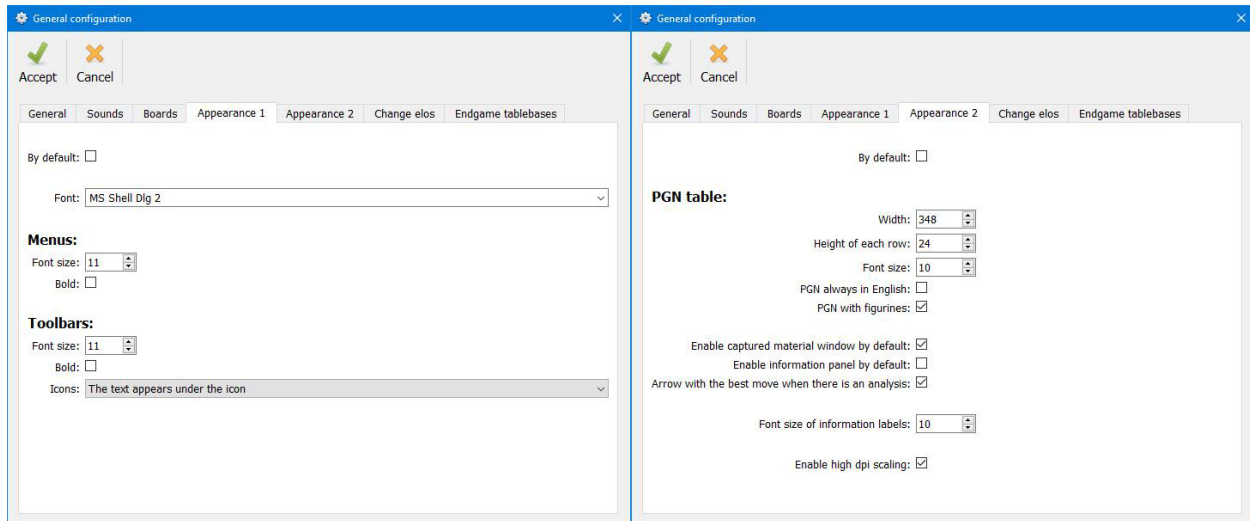 General configuration
Accept Cancel
General Sounds Boards Appearance 1 Appearance 2 Change elos Endgame tablebases
By default:
Font: MS Shell Dlg 2
Menus:
Font size: 11
Bold:
Toolbars:
Font size: 11
Bold:
Icons: The text appears under the icon
General configuration
Accept Cancel
General Sounds Boards Appearance 1 Appearance 2 Change elos Endgame tablebases
By default:
PGN table:
Width: 348
Height of each row: 24
Font size: 10
PGN always in English:
PGN with figurines:
Enable captured material window by default:
Enable information panel by default:
Arrow with the best move when there is an analysis:
Font size of information labels: 10
Enable high dpi scaling: